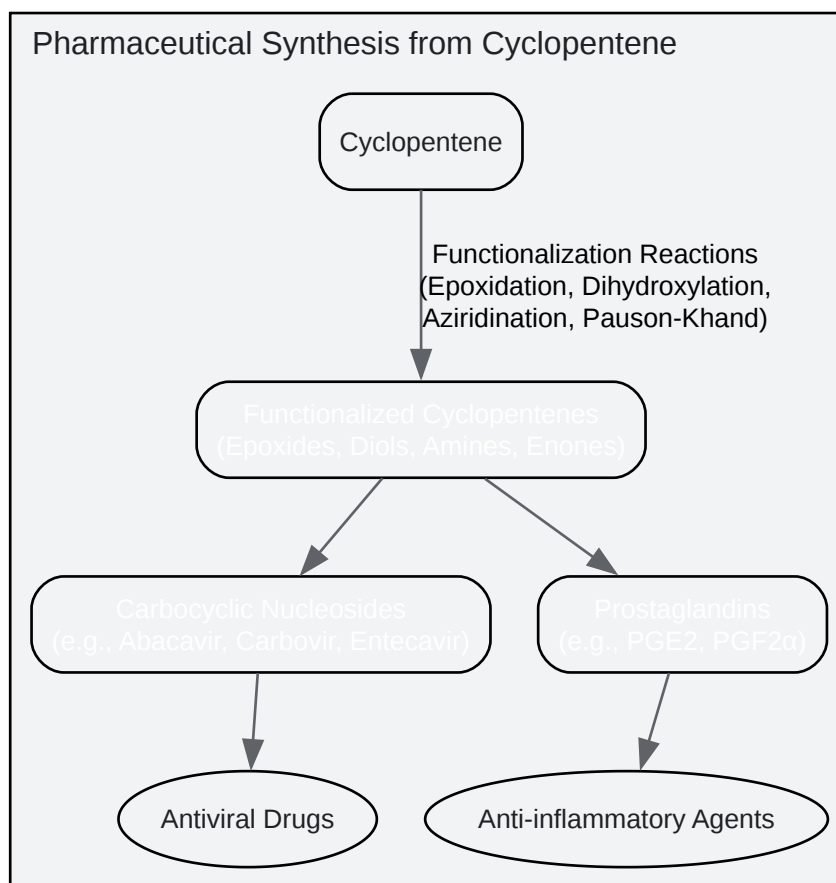 Pharmaceutical Synthesis from Cyclopentene
Cyclopentene
Functionalization Reactions
(Epoxidation, Dihydroxylation,
Aziridination, Pauson-Khand)
Functionalized Cyclopentenes
(Epoxides, Diols, Amines, Enones)
Carbocyclic Nucleosides
(e.g., Abacavir, Carbovir, Entecavir)
Prostaglandins
(e.g., PGE2, PGF2α)
Antiviral Drugs
Anti-inflammatory Agents